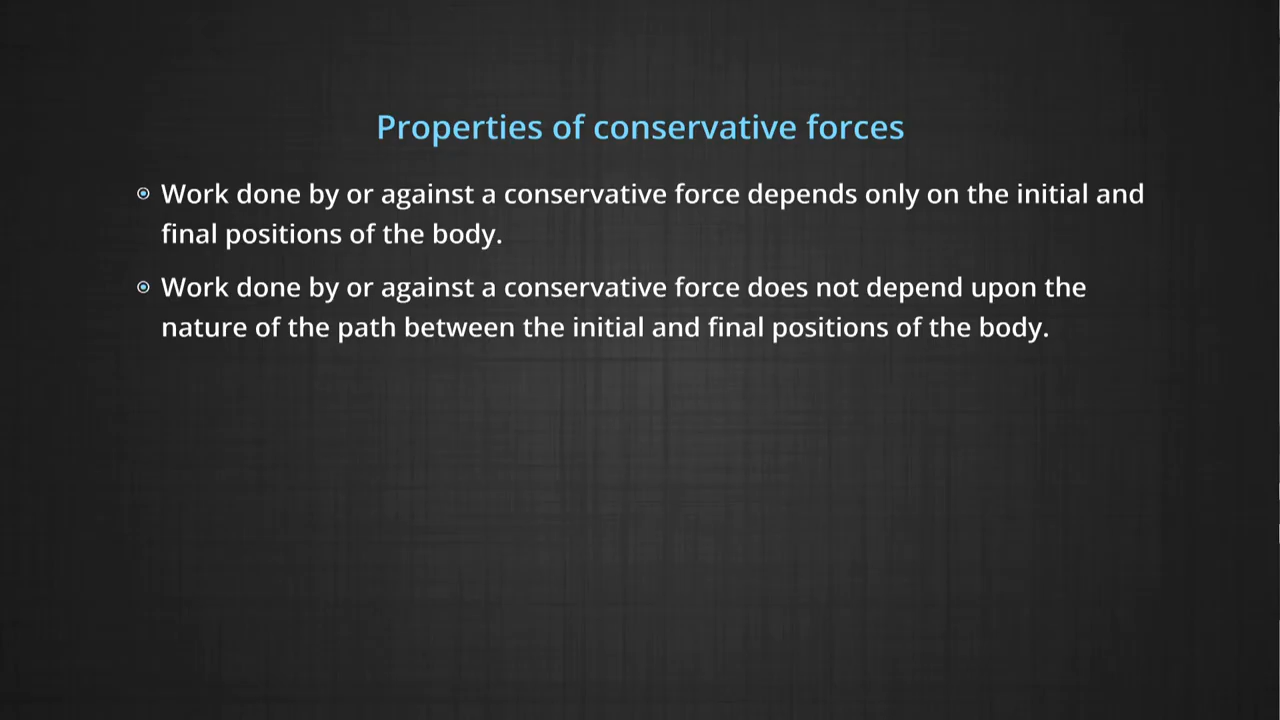 Properties of conservative forces
Work done by or against a conservative force depends only on the initial and
final positions of the body.
Work done by or against a conservative force does not depend upon the
nature of the path between the initial and final positions of the body.